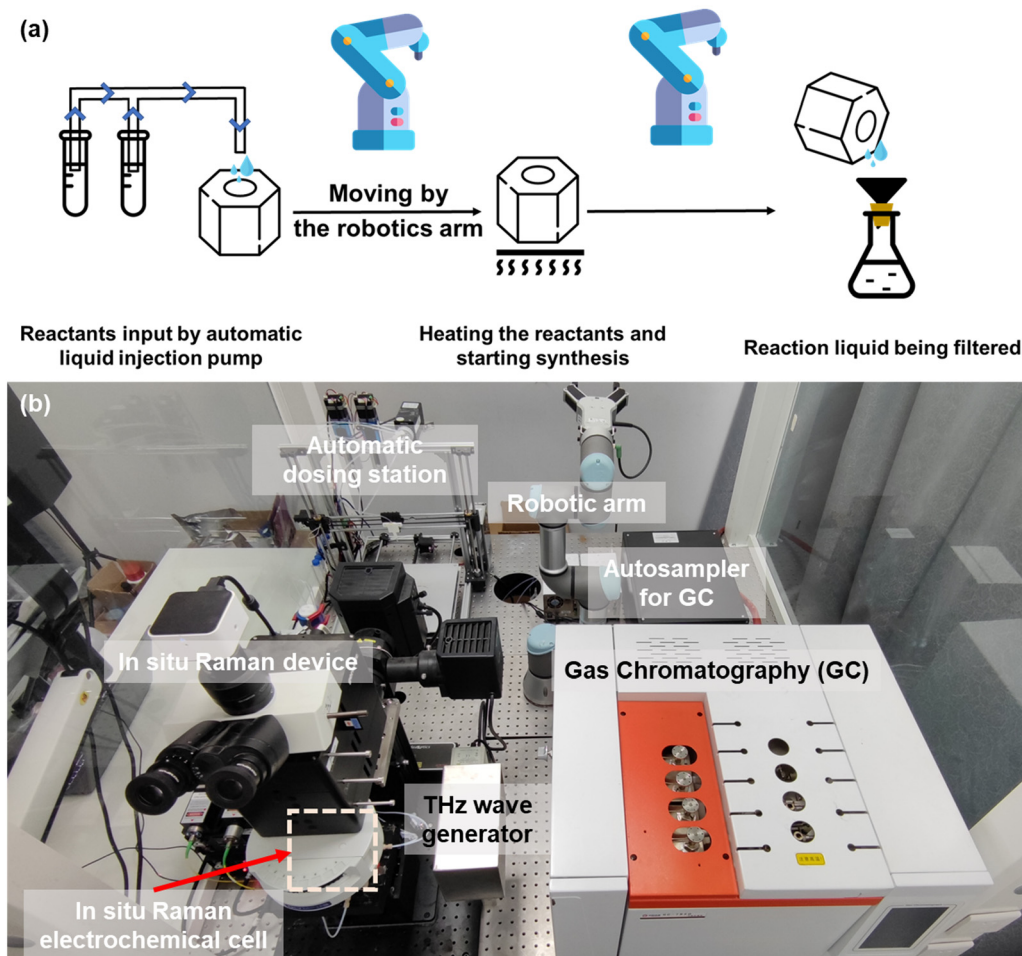 (a)
Moving by
the robotics arm
Reactants input by automatic
liquid injection pump
Heating the reactants and
starting synthesis
Reaction liquid being filtered
(b)
Automatic
dosing station
Robotic arm
Autosampler
for GC
In situ Raman device
Gas Chromatography (GC)
THz wave
generator
In situ Raman
electrochemical cell